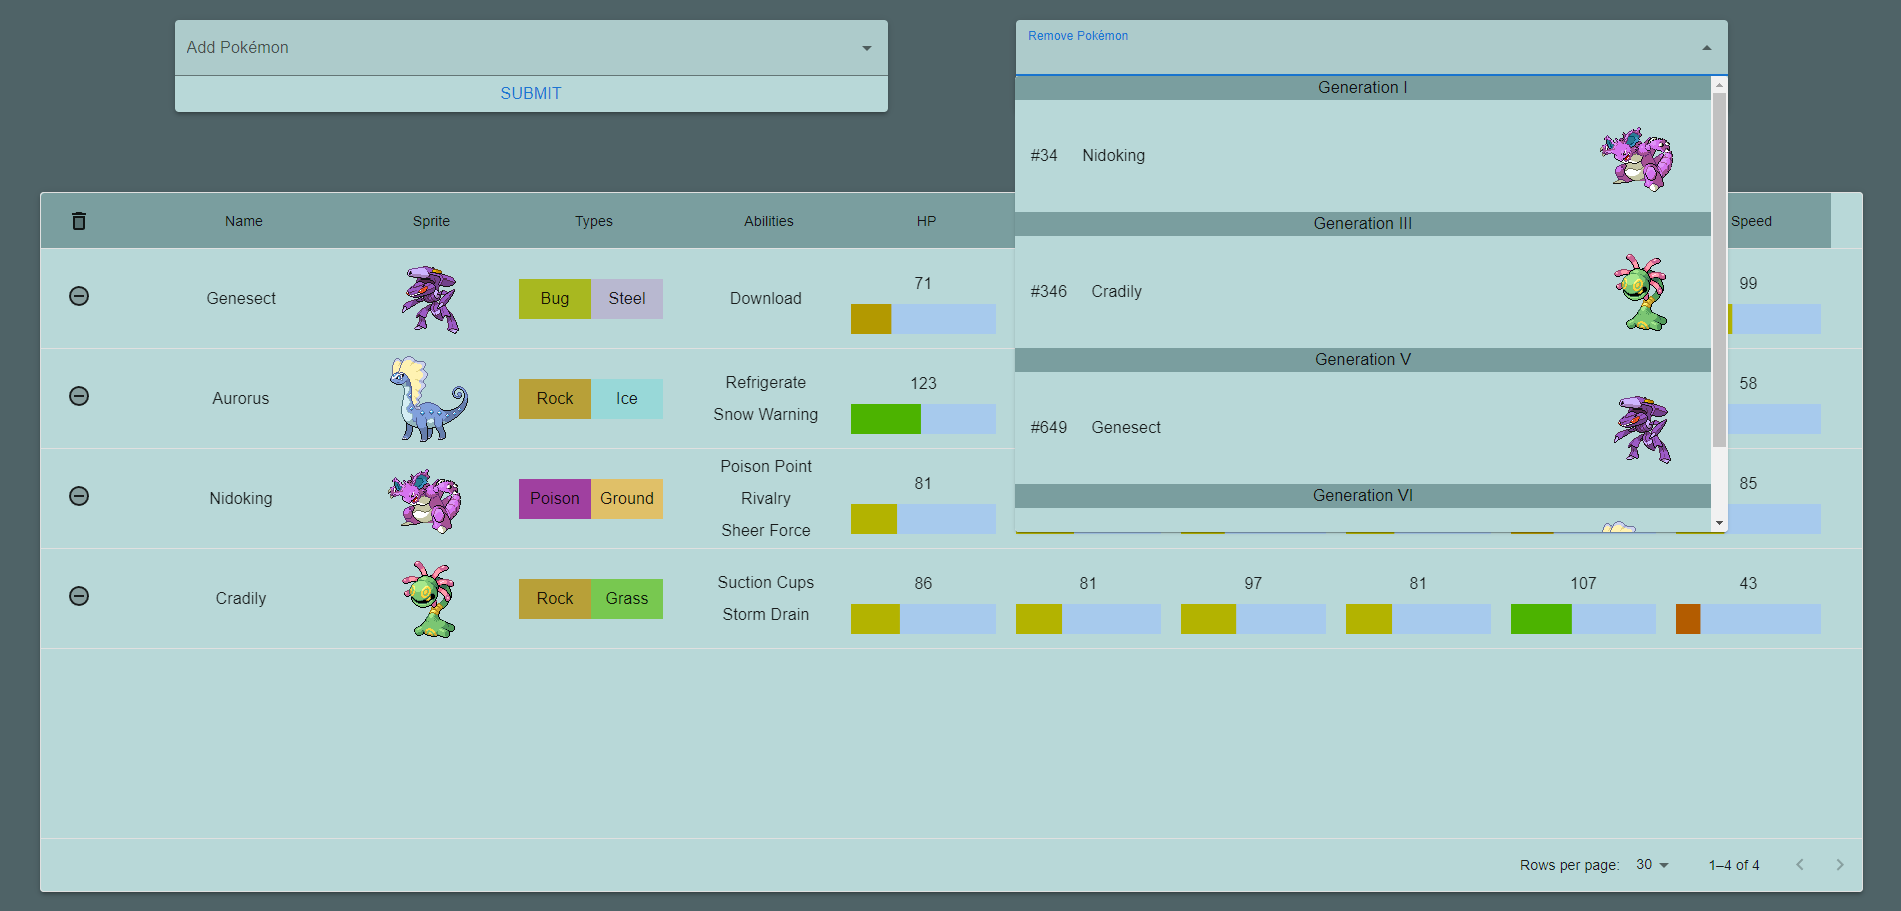 Add Pokémon
SUBMIT
Remove Pokémon
Generation I
#34 Nidoking
Generation III
#346 Cradily
Generation V
#649 Genesect
Generation VI
Name Sprite Types Abilities HP Speed
Genesect Bug Steel Download 71 99
Aurorus Rock Ice Refrigerate Snow Warning 123 58
Nidoking Poison Ground Poison Point Rivalry Sheer Force 81 85
Cradily Rock Grass Suction Cups Storm Drain 86 81 97 81 107 43
Rows per page: 30 1–4 of 4